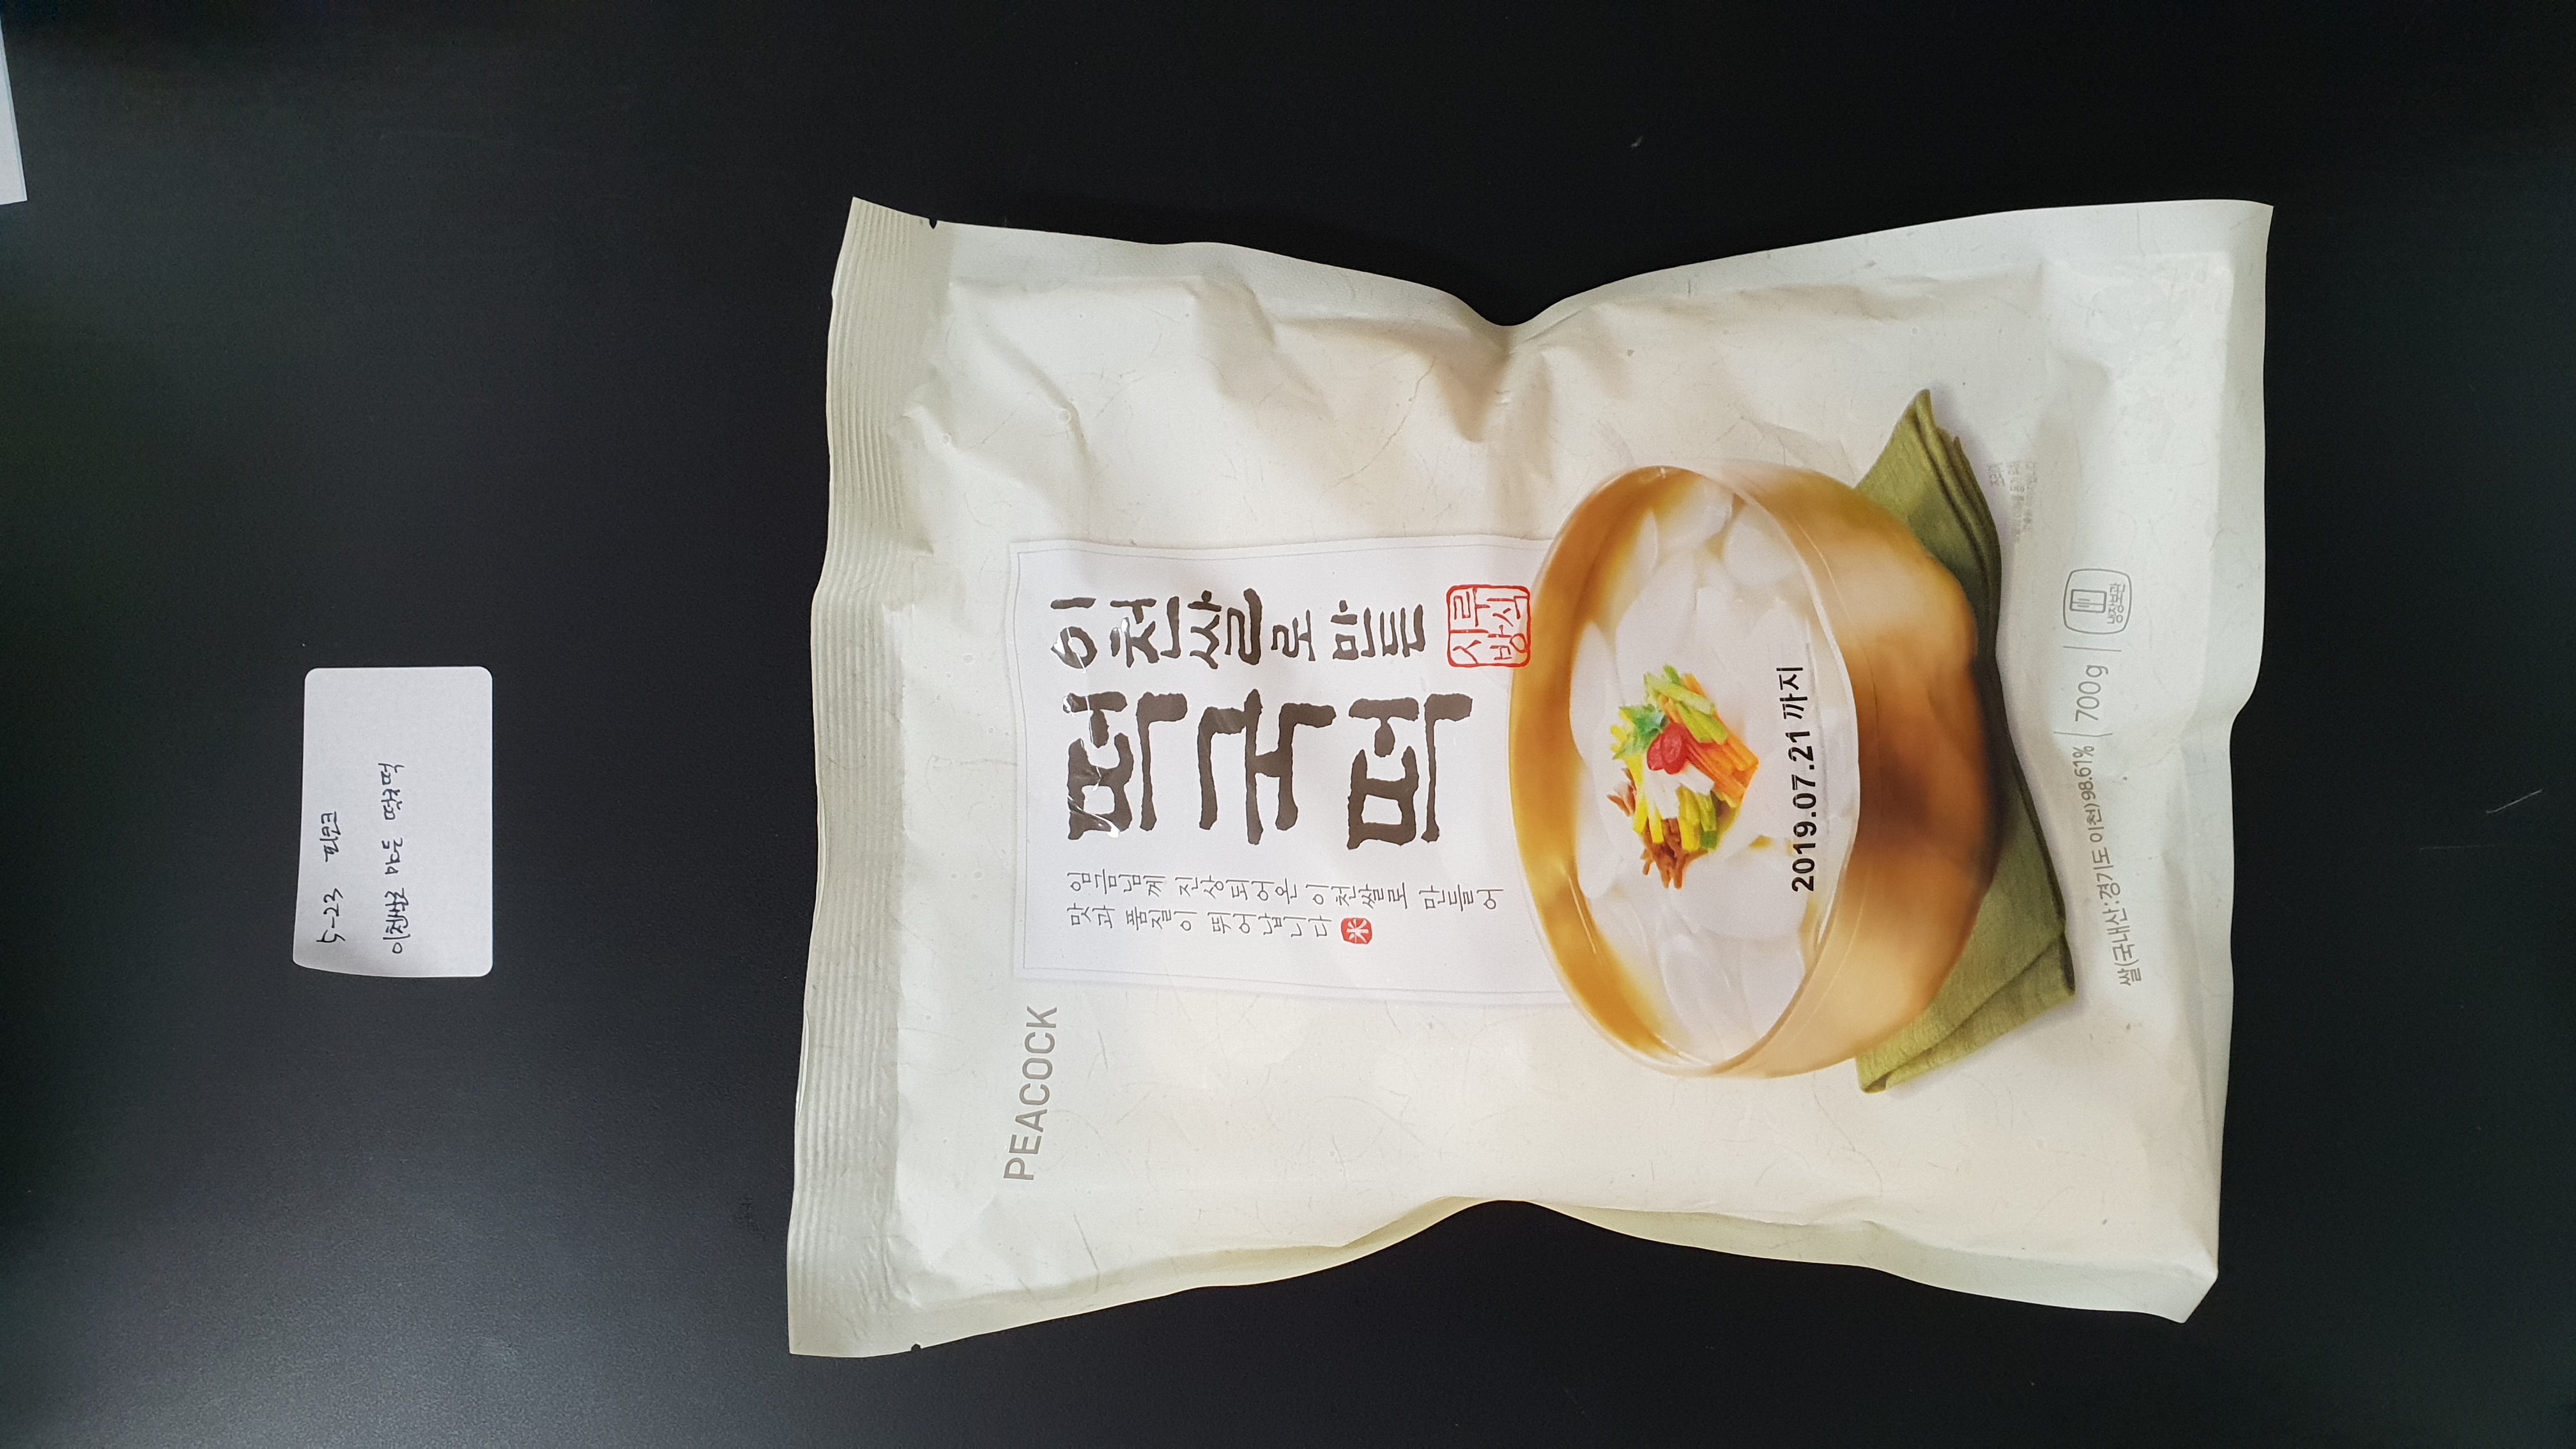 5-23 피코크
이천쌀로 만든 떡국떡
PEACOCK
이천쌀로 만든
떡국떡
임금님께 진상되어온 이천쌀로 만들어
맛과 품질이 뛰어납니다
米
시루
방식
2019.07.21 까지
조리예
쌀(국내산:경기도 이천)98.61%
700g
냉장보관